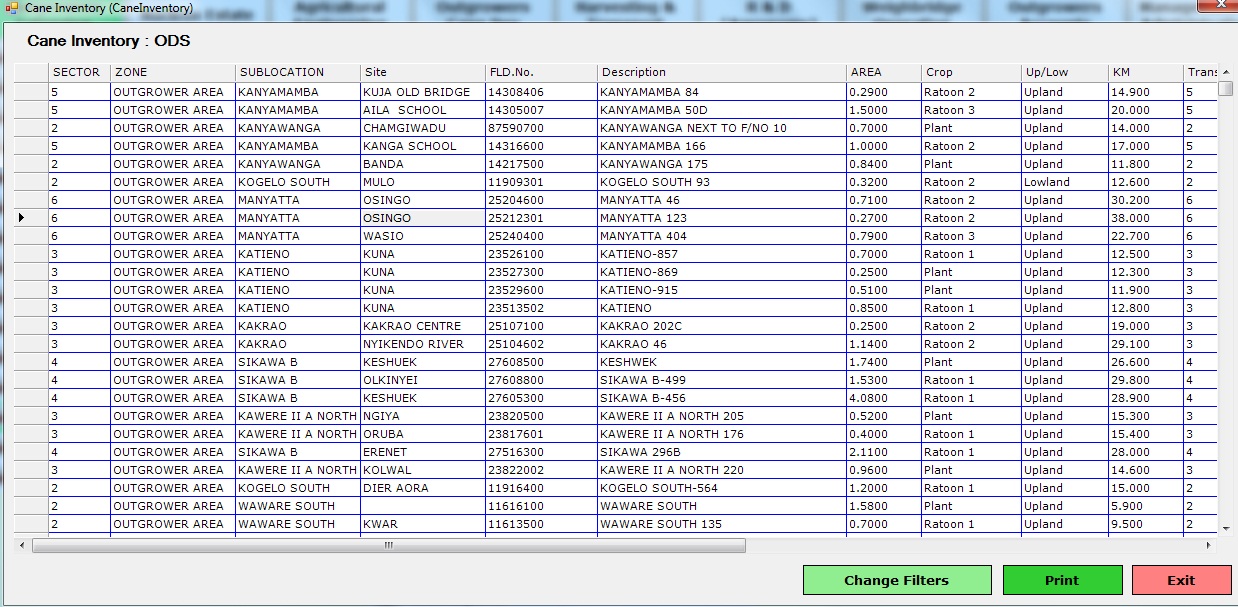 Cane Inventory (CaneInventory)
Agricultural Outgrowers Harvesting & R & D Weighbridge Outgrowers
Cane Inventory : ODS
SECTOR ZONE SUBLOCATION Site FLD.No. Description AREA Crop Up/Low KM Trans
5 OUTGROWER AREA KANYAMAMBA KUJA OLD BRIDGE 14308406 KANYAMAMBA 84 0.2900 Ratoon 2 Upland 14.900 5
5 OUTGROWER AREA KANYAMAMBA AILA SCHOOL 14305007 KANYAMAMBA 50D 1.5000 Ratoon 3 Upland 20.000 5
2 OUTGROWER AREA KANYAWANGA CHAMGIWADU 87590700 KANYAWANGA NEXT TO F/NO 10 0.7000 Plant Upland 14.000 2
5 OUTGROWER AREA KANYAMAMBA KANGA SCHOOL 14316600 KANYAMAMBA 166 1.0000 Ratoon 2 Upland 17.000 5
2 OUTGROWER AREA KANYAWANGA BANDA 14217500 KANYAWANGA 175 0.8400 Plant Upland 11.800 2
2 OUTGROWER AREA KOGELO SOUTH MULO 11909301 KOGELO SOUTH 93 0.3200 Ratoon 2 Lowland 12.600 2
6 OUTGROWER AREA MANYATTA OSINGO 25204600 MANYATTA 46 0.7100 Ratoon 2 Upland 30.200 6
6 OUTGROWER AREA MANYATTA OSINGO 25212301 MANYATTA 123 0.2700 Ratoon 2 Upland 38.000 6
6 OUTGROWER AREA MANYATTA WASIO 25240400 MANYATTA 404 0.7900 Ratoon 3 Upland 22.700 6
3 OUTGROWER AREA KATIENO KUNA 23526100 KATIENO-857 0.7000 Ratoon 1 Upland 12.500 3
3 OUTGROWER AREA KATIENO KUNA 23527300 KATIENO-869 0.2500 Plant Upland 12.300 3
3 OUTGROWER AREA KATIENO KUNA 23529600 KATIENO-915 0.5100 Plant Upland 11.900 3
3 OUTGROWER AREA KATIENO KUNA 23513502 KATIENO 0.8500 Ratoon 1 Upland 12.800 3
3 OUTGROWER AREA KAKRAO KAKRAO CENTRE 25107100 KAKRAO 202C 0.2500 Ratoon 2 Upland 19.000 3
3 OUTGROWER AREA KAKRAO NYIKENDO RIVER 25104602 KAKRAO 46 1.1400 Ratoon 2 Upland 29.100 3
4 OUTGROWER AREA SIKAWA B KESHUEK 27608500 KESHWEK 1.7400 Plant Upland 26.600 4
4 OUTGROWER AREA SIKAWA B OLKINYEI 27608800 SIKAWA B-499 1.5300 Ratoon 1 Upland 29.800 4
4 OUTGROWER AREA SIKAWA B KESHUEK 27605300 SIKAWA B-456 4.0800 Ratoon 1 Upland 28.900 4
3 OUTGROWER AREA KAWERE II A NORTH NGIYA 23820500 KAWERE II A NORTH 205 0.5200 Plant Upland 15.300 3
3 OUTGROWER AREA KAWERE II A NORTH ORUBA 23817601 KAWERE II A NORTH 176 0.4000 Ratoon 1 Upland 15.400 3
4 OUTGROWER AREA SIKAWA B ERENET 27516300 SIKAWA 296B 2.1100 Ratoon 1 Upland 28.000 4
3 OUTGROWER AREA KAWERE II A NORTH KOLWAL 23822002 KAWERE II A NORTH 220 0.9600 Plant Upland 14.600 3
2 OUTGROWER AREA KOGELO SOUTH DIER AORA 11916400 KOGELO SOUTH-564 1.2000 Ratoon 1 Upland 15.000 2
2 OUTGROWER AREA WAWARE SOUTH 11616100 WAWARE SOUTH 1.5800 Plant Upland 5.900 2
2 OUTGROWER AREA WAWARE SOUTH KWAR 11613500 WAWARE SOUTH 135 0.7000 Ratoon 1 Upland 9.500 2
Change Filters Print Exit